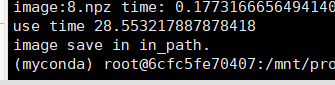 image:8.npz time: 0.1773166656494140
use time 28.553217887878418
image save in in_path.
(myconda) root@6cfc5fe70407:/mnt/pro